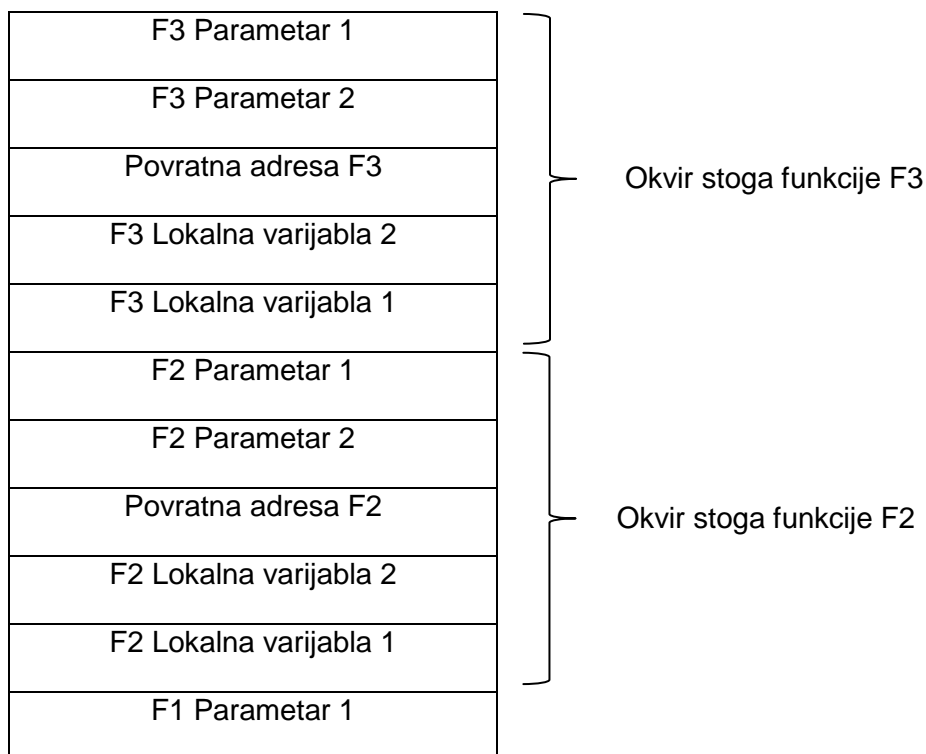 F3 Parametar 1
F3 Parametar 2
Povratna adresa F3
F3 Lokalna varijabla 2
F3 Lokalna varijabla 1
Okvir stoga funkcije F3
F2 Parametar 1
F2 Parametar 2
Povratna adresa F2
F2 Lokalna varijabla 2
F2 Lokalna varijabla 1
Okvir stoga funkcije F2
F1 Parametar 1